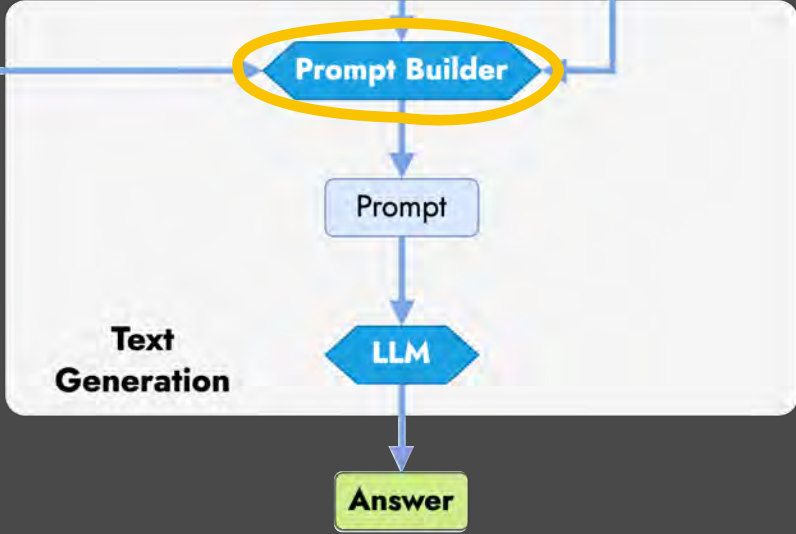 Prompt Builder
Prompt
LLM
Text
Generation
Answer